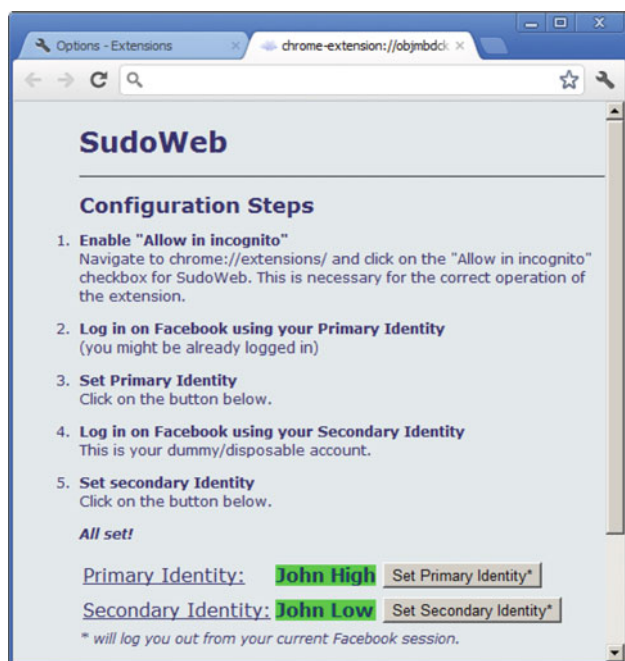 Options - Extensions
chrome-extension://objmbdck
SudoWeb
Configuration Steps
1. Enable "Allow in incognito"
Navigate to chrome://extensions/ and click on the "Allow in incognito"
checkbox for SudoWeb. This is necessary for the correct operation of
the extension.
2. Log in on Facebook using your Primary Identity
(you might be already logged in)
3. Set Primary Identity
Click on the button below.
4. Log in on Facebook using your Secondary Identity
This is your dummy/disposable account.
5. Set secondary Identity
Click on the button below.
All set!
Primary Identity: John High Set Primary Identity*
Secondary Identity: John Low Set Secondary Identity*
* will log you out from your current Facebook session.